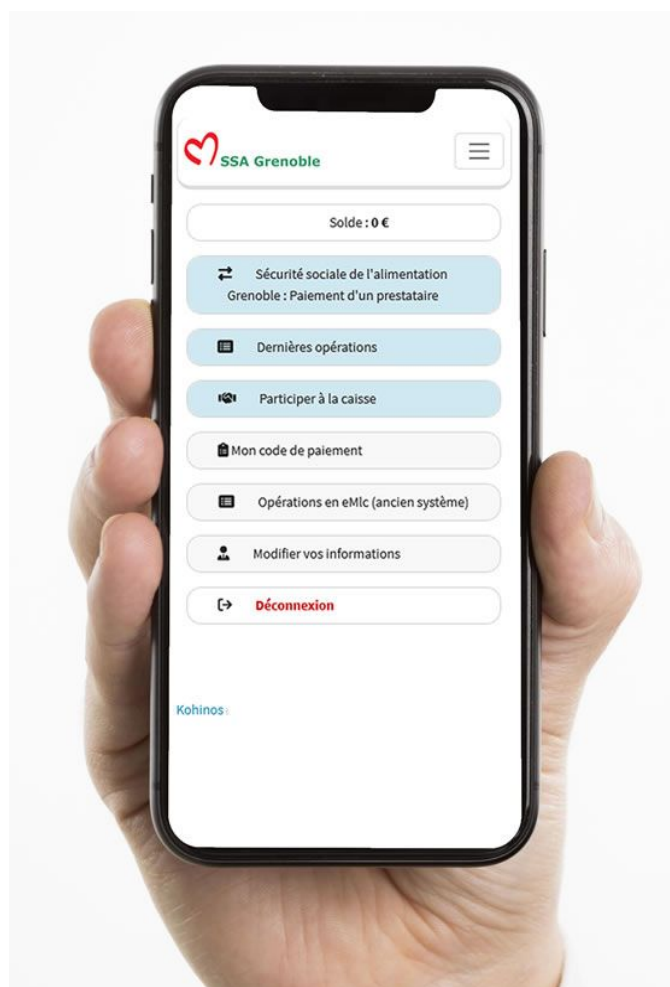 SSA Grenoble
Solde : 0 €
Sécurité sociale de l'alimentation
Grenoble : Paiement d'un prestataire
Dernières opérations
Participer à la caisse
Mon code de paiement
Opérations en eMlc (ancien système)
Modifier vos informations
Déconnexion
Kohinos